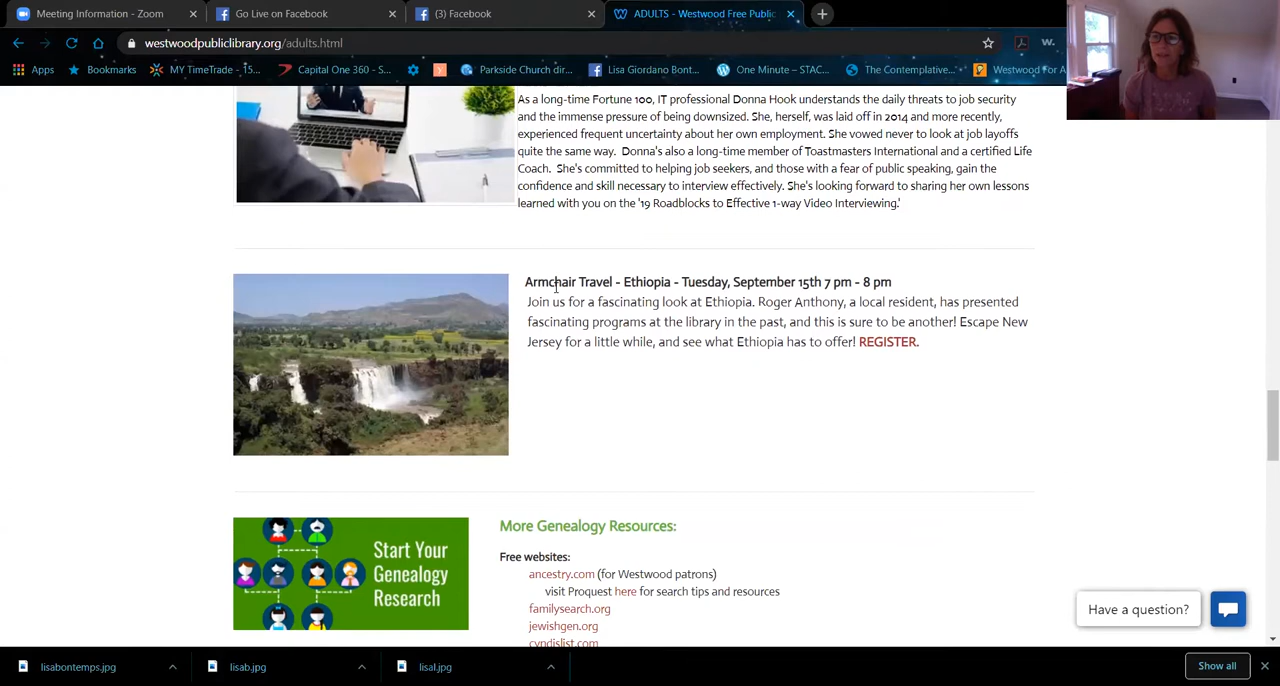 Meeting Information - Zoom
Go Live on Facebook
(3) Facebook
ADULTS - Westwood Free Public
westwoodpubliclibrary.org/adults.html
Apps
Bookmarks
MY TimeTrade - 15...
Capital One 360 - S...
Parkside Church dir...
Lisa Giordano Bont...
One Minute – STAC...
The Contemplative...
Westwood For A
As a long-time Fortune 100, IT professional Donna Hook understands the daily threats to job security
and the immense pressure of being downsized. She, herself, was laid off in 2014 and more recently,
experienced frequent uncertainty about her own employment. She vowed never to look at job layoffs
quite the same way. Donna's also a long-time member of Toastmasters International and a certified Life
Coach. She's committed to helping job seekers, and those with a fear of public speaking, gain the
confidence and skill necessary to interview effectively. She's looking forward to sharing her own lessons
learned with you on the '19 Roadblocks to Effective 1-way Video Interviewing.'
Armchair Travel - Ethiopia - Tuesday, September 15th 7 pm - 8 pm
Join us for a fascinating look at Ethiopia. Roger Anthony, a local resident, has presented
fascinating programs at the library in the past, and this is sure to be another! Escape New
Jersey for a little while, and see what Ethiopia has to offer! REGISTER.
Start Your
Genealogy
Research
More Genealogy Resources:
Free websites:
ancestry.com (for Westwood patrons)
visit Proquest here for search tips and resources
familysearch.org
jewishgen.org
cyndislist.com
Have a question?
lisabontemps.jpg
lisab.jpg
lisal.jpg
Show all